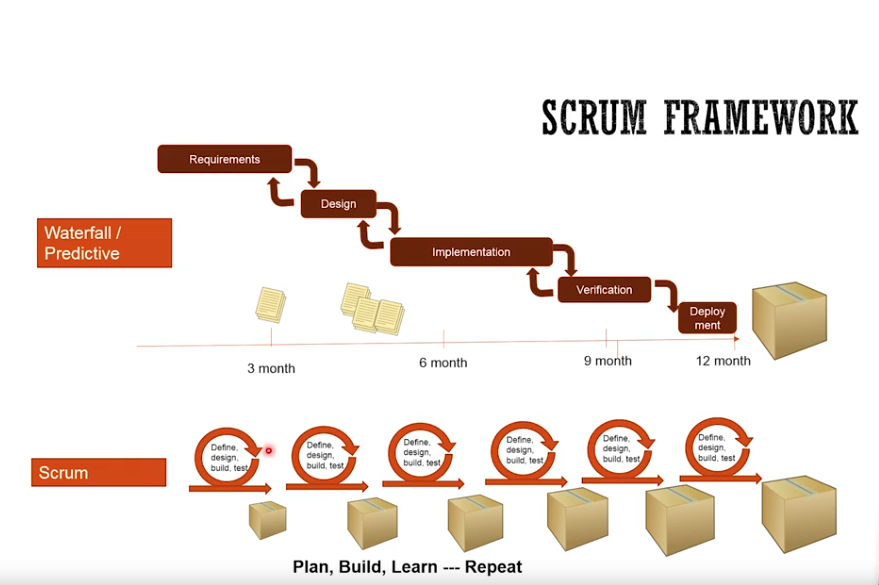 SCRUM FRAMEWORK
Requirements
Design
Waterfall /
Predictive
Implementation
Verification
Deploy
ment
3 month
6 month
9 month
12 month
Define,
design,
build, test
Define,
design,
build, test
Define,
design,
build, test
Define,
design,
build, test
Define,
design,
build, test
Define,
design,
build, test
Scrum
Plan, Build, Learn --- Repeat